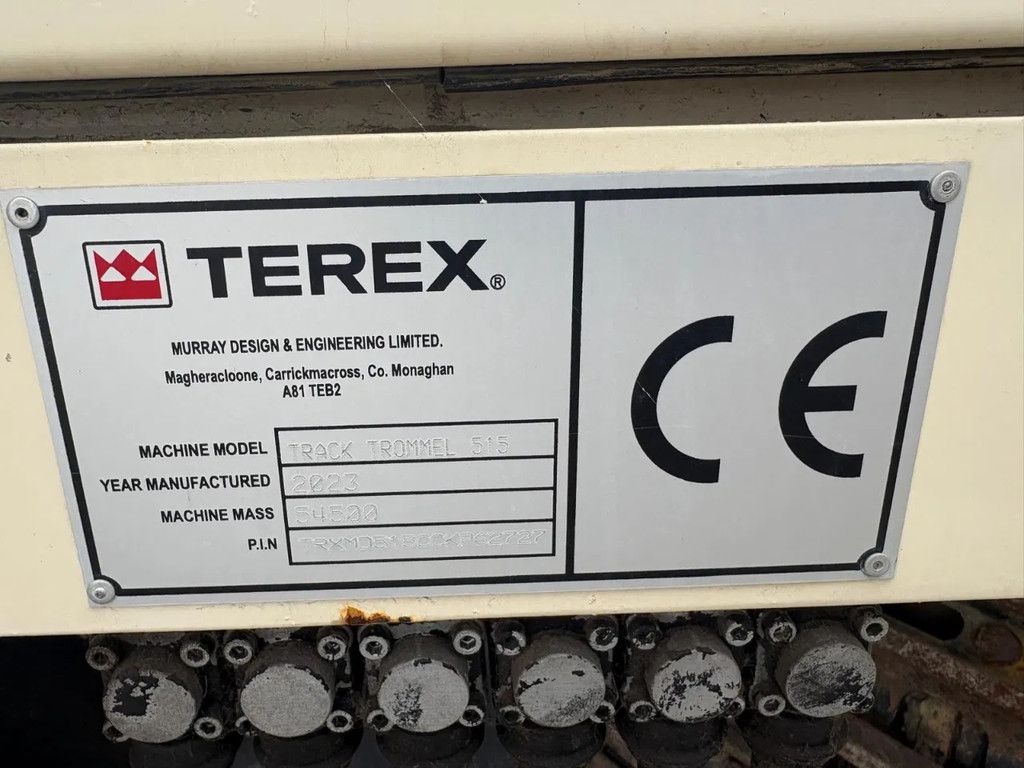 TEREX®
MURRAY DESIGN & ENGINEERING LIMITED.
Magheracloone, Carrickmacross, Co. Monaghan
A81 TEB2
MACHINE MODEL TRACK TROMMEL 515
YEAR MANUFACTURED 2023
MACHINE MASS 54500
P.I.N
CE